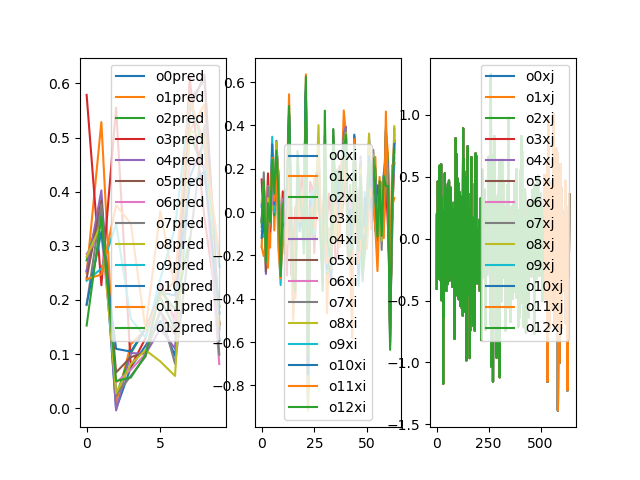 0.6
0.5
0.4
0.3
0.2
0.1
0.0
0
5
o0pred
o1pred
o2pred
o3pred
o4pred
o5pred
o6pred
o7pred
o8pred
o9pred
o10pred
o11pred
o12pred
0.6
0.4
0.2
0.0
−0.2
−0.4
−0.6
−0.8
0
25
50
o0xi
o1xi
o2xi
o3xi
o4xi
o5xi
o6xi
o7xi
o8xi
o9xi
o10xi
o11xi
o12xi
1.0
0.5
0.0
−0.5
−1.0
−1.5
0
250
500
o0xj
o1xj
o2xj
o3xj
o4xj
o5xj
o6xj
o7xj
o8xj
o9xj
o10xj
o11xj
o12xj